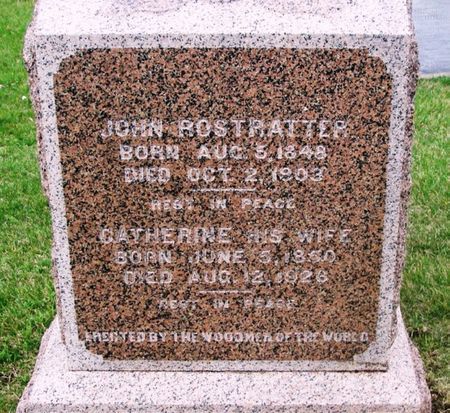 JOHN ROSTRATTER
BORN AUG. 5, 1848
DIED OCT. 2, 1903
REST IN PEACE
CATHERINE HIS WIFE
BORN JUNE 5, 1850
DIED AUG. 12, 1928
REST IN PEACE
ERECTED BY THE WOODMEN OF THE WORLD